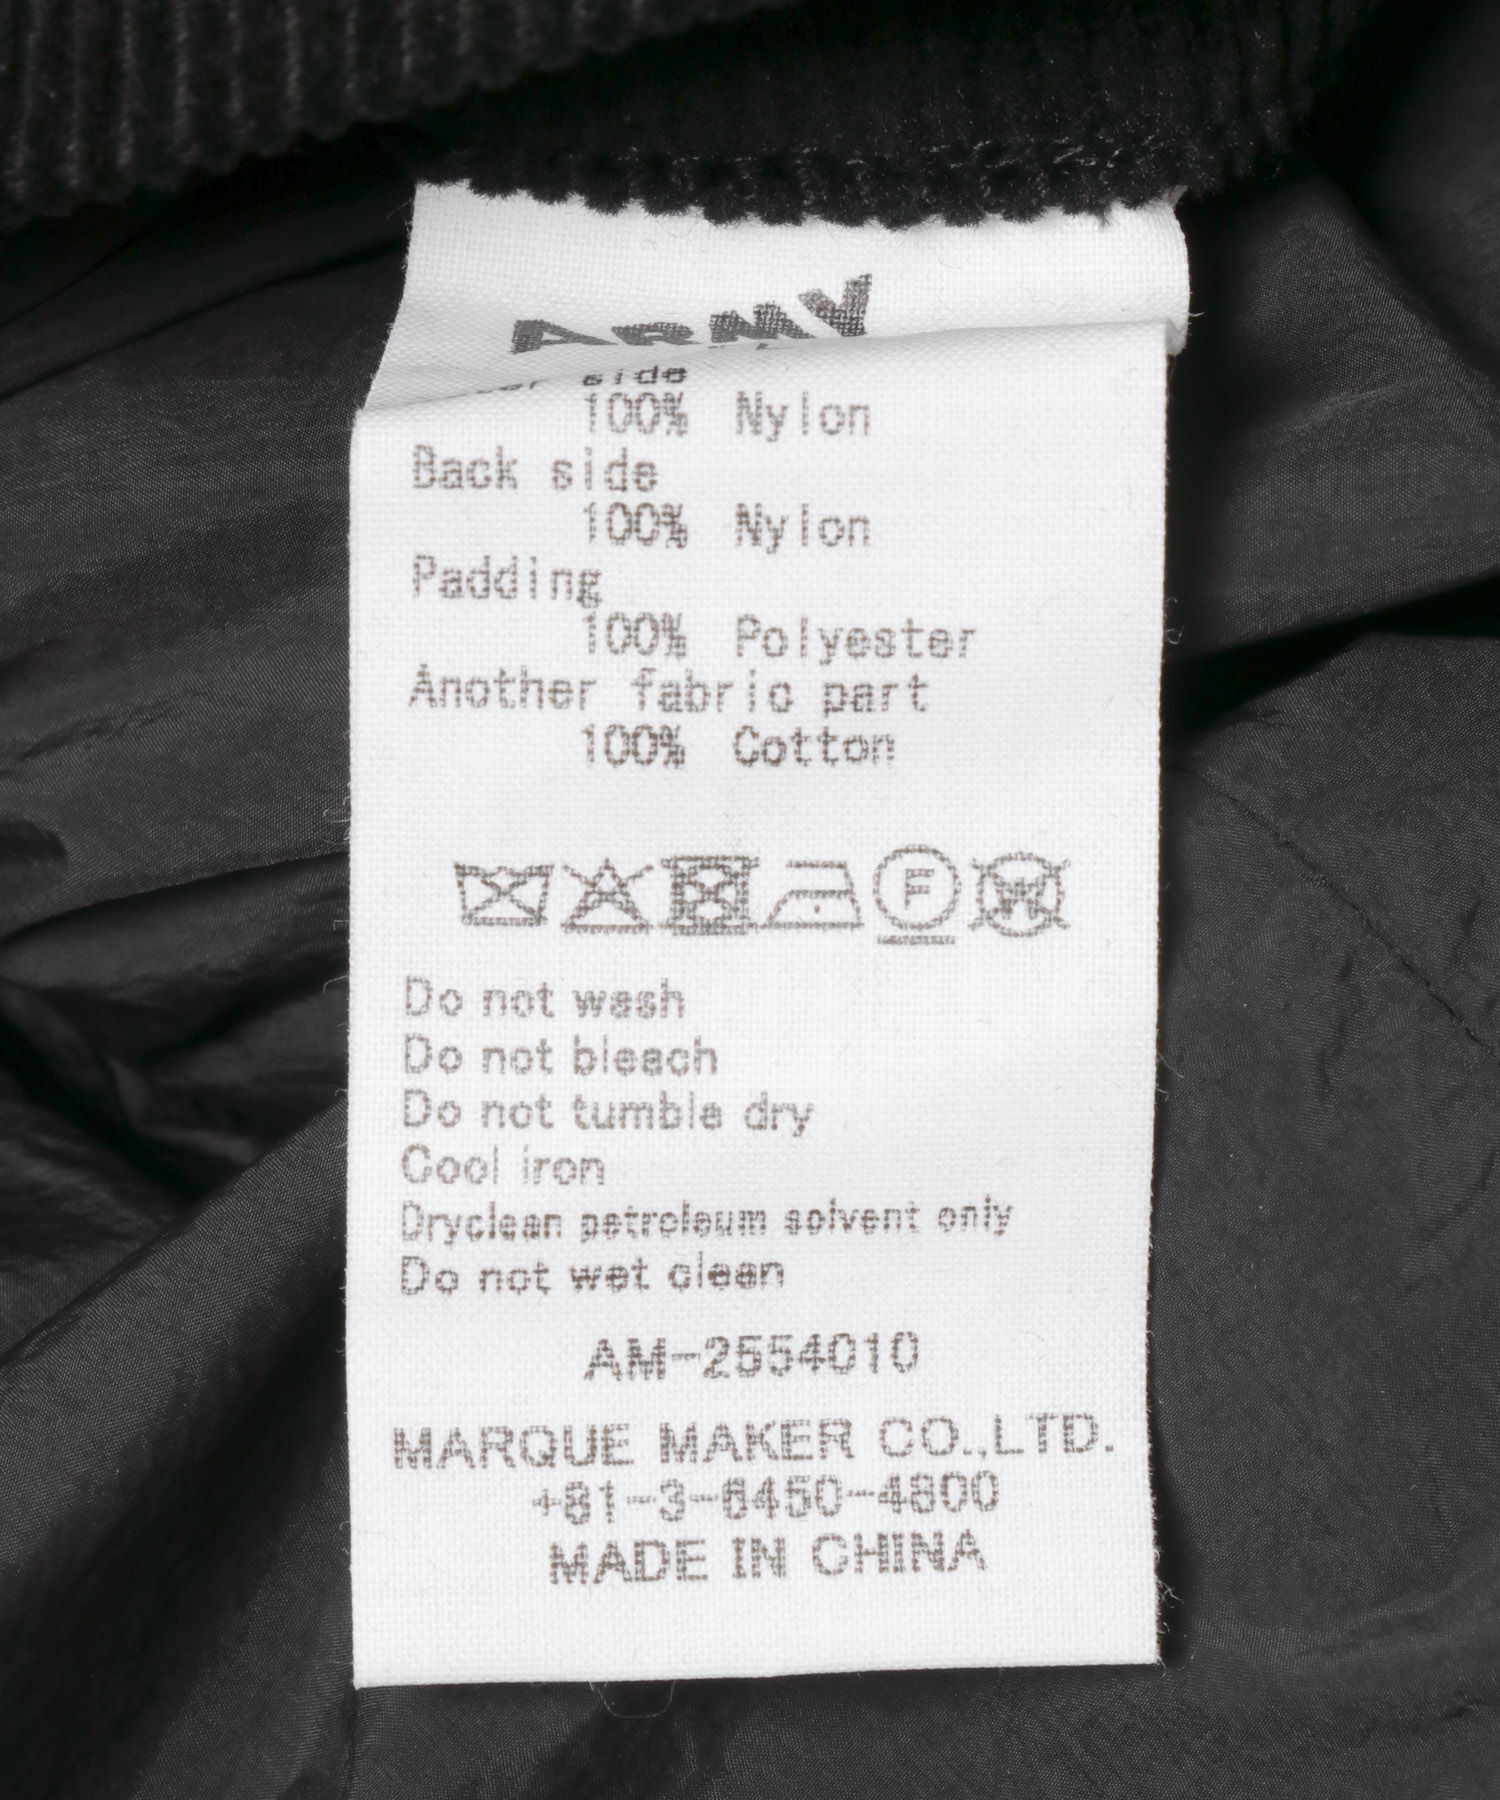 ARMY
side
100% Nylon
Back side
100% Nylon
Padding
100% Polyester
Another fabric part
100% Cotton
F W
Do not wash
Do not bleach
Do not tumble dry
Cool iron
Dryclean petroleum solvent only
Do not wet clean
AM-2554010
MARQUE MAKER CO.,LTD.
+81-3-6450-4800
MADE IN CHINA